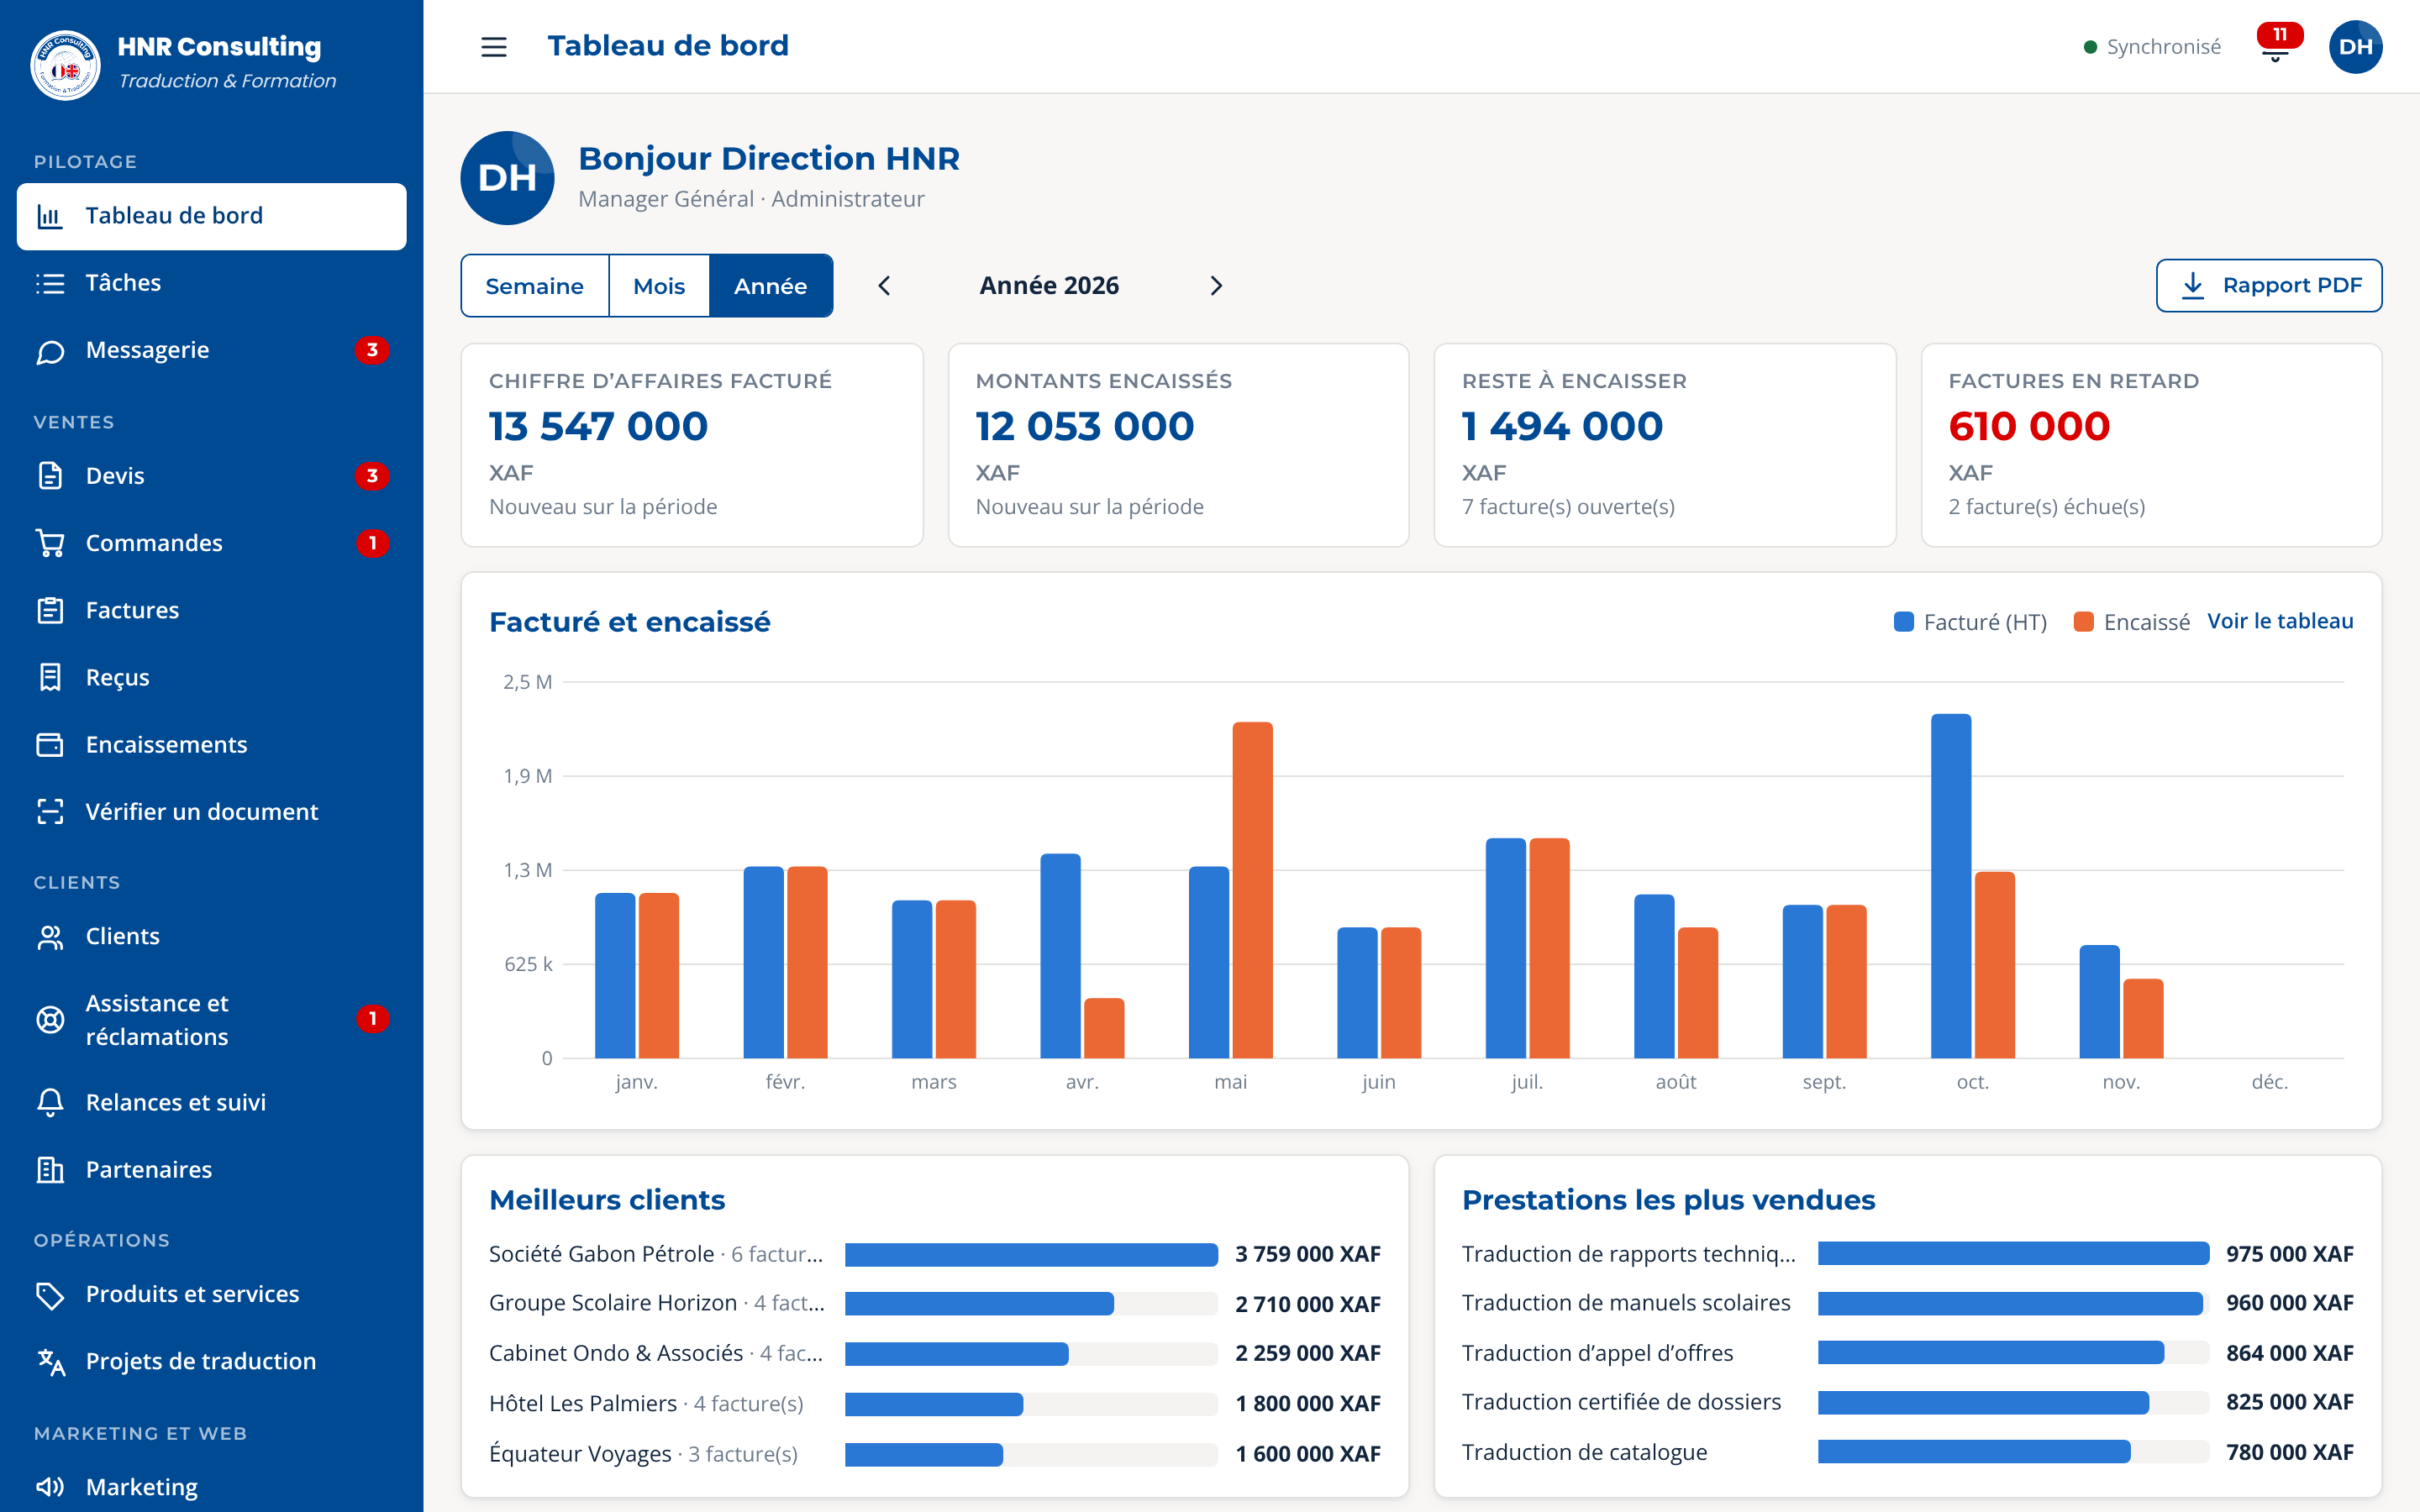 HNR Consulting
Traduction & Formation
PILOTAGE
Tableau de bord
Tâches
Messagerie 3
VENTES
Devis 3
Commandes 1
Factures
Reçus
Encaissements
Vérifier un document
CLIENTS
Clients
Assistance et
réclamations 1
Relances et suivi
Partenaires
OPÉRATIONS
Produits et services
Projets de traduction
MARKETING ET WEB
Marketing
Tableau de bord
Synchronisé
11
DH
DH
Bonjour Direction HNR
Manager Général · Administrateur
Semaine Mois Année
Année 2026
Rapport PDF
CHIFFRE D’AFFAIRES FACTURÉ
13 547 000
XAF
Nouveau sur la période
MONTANTS ENCAISSÉS
12 053 000
XAF
Nouveau sur la période
RESTE À ENCAISSER
1 494 000
XAF
7 facture(s) ouverte(s)
FACTURES EN RETARD
610 000
XAF
2 facture(s) échue(s)
Facturé et encaissé
Facturé (HT) Encaissé Voir le tableau
2,5 M
1,9 M
1,3 M
625 k
0
janv. févr. mars avr. mai juin juil. août sept. oct. nov. déc.
Meilleurs clients
Société Gabon Pétrole · 6 factur... 3 759 000 XAF
Groupe Scolaire Horizon · 4 fact... 2 710 000 XAF
Cabinet Ondo & Associés · 4 fac... 2 259 000 XAF
Hôtel Les Palmiers · 4 facture(s) 1 800 000 XAF
Équateur Voyages · 3 facture(s) 1 600 000 XAF
Prestations les plus vendues
Traduction de rapports techniq... 975 000 XAF
Traduction de manuels scolaires 960 000 XAF
Traduction d’appel d’offres 864 000 XAF
Traduction certifiée de dossiers 825 000 XAF
Traduction de catalogue 780 000 XAF